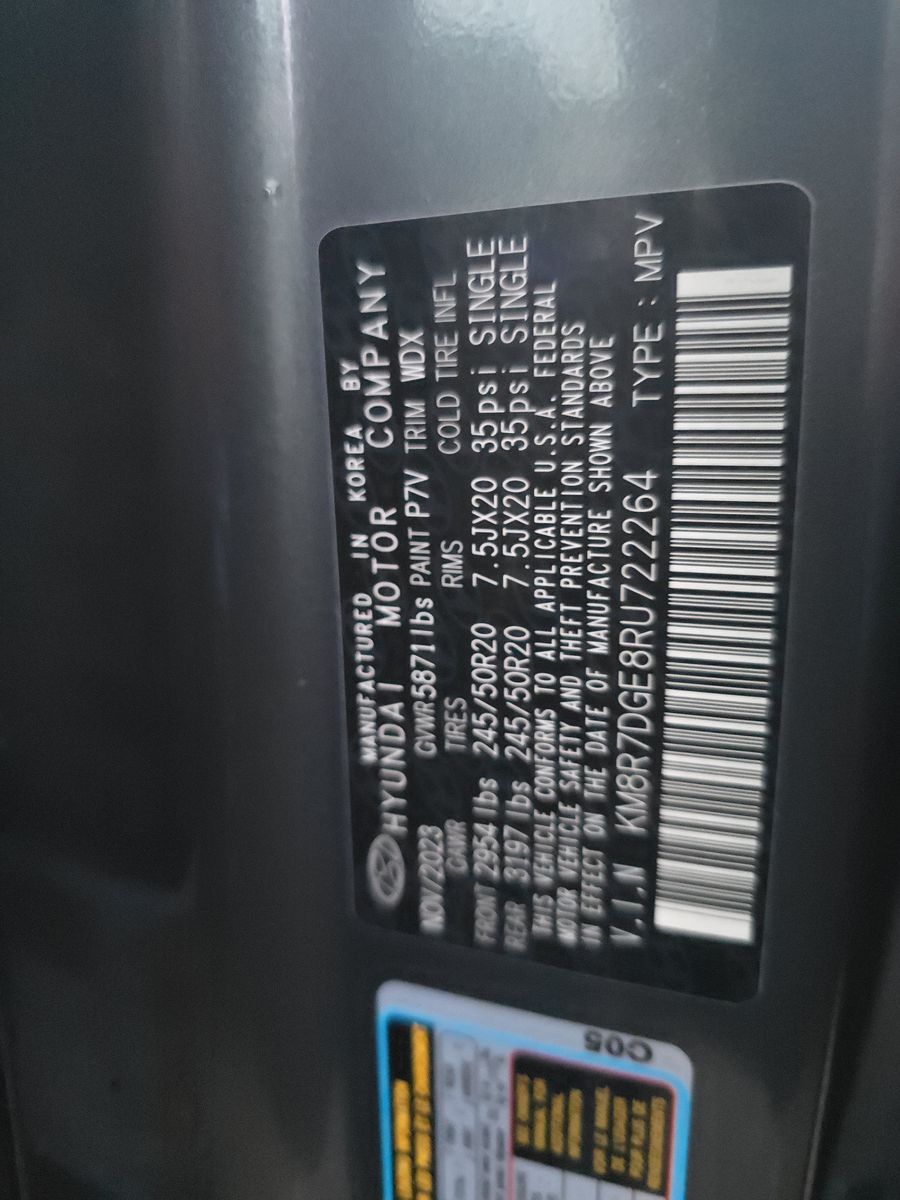 MANUFACTURED IN KOREA BY
HYUNDAI MOTOR COMPANY
NOV/2023 GVWR 5871lbs PAINT P7V TRIM WDX
GAWR TIRES RIMS COLD TIRE INFL
FRONT 2954 lbs 245/50R20 7.5JX20 35psi SINGLE
REAR 3197 lbs 245/50R20 7.5JX20 35psi SINGLE
THIS VEHICLE CONFORMS TO ALL APPLICABLE U.S.A. FEDERAL
MOTOR VEHICLE SAFETY AND THEFT PREVENTION STANDARDS
IN EFFECT ON THE DATE OF MANUFACTURE SHOWN ABOVE
V.I.N KM8R7DGE8RU722264 TYPE : MPV
C05